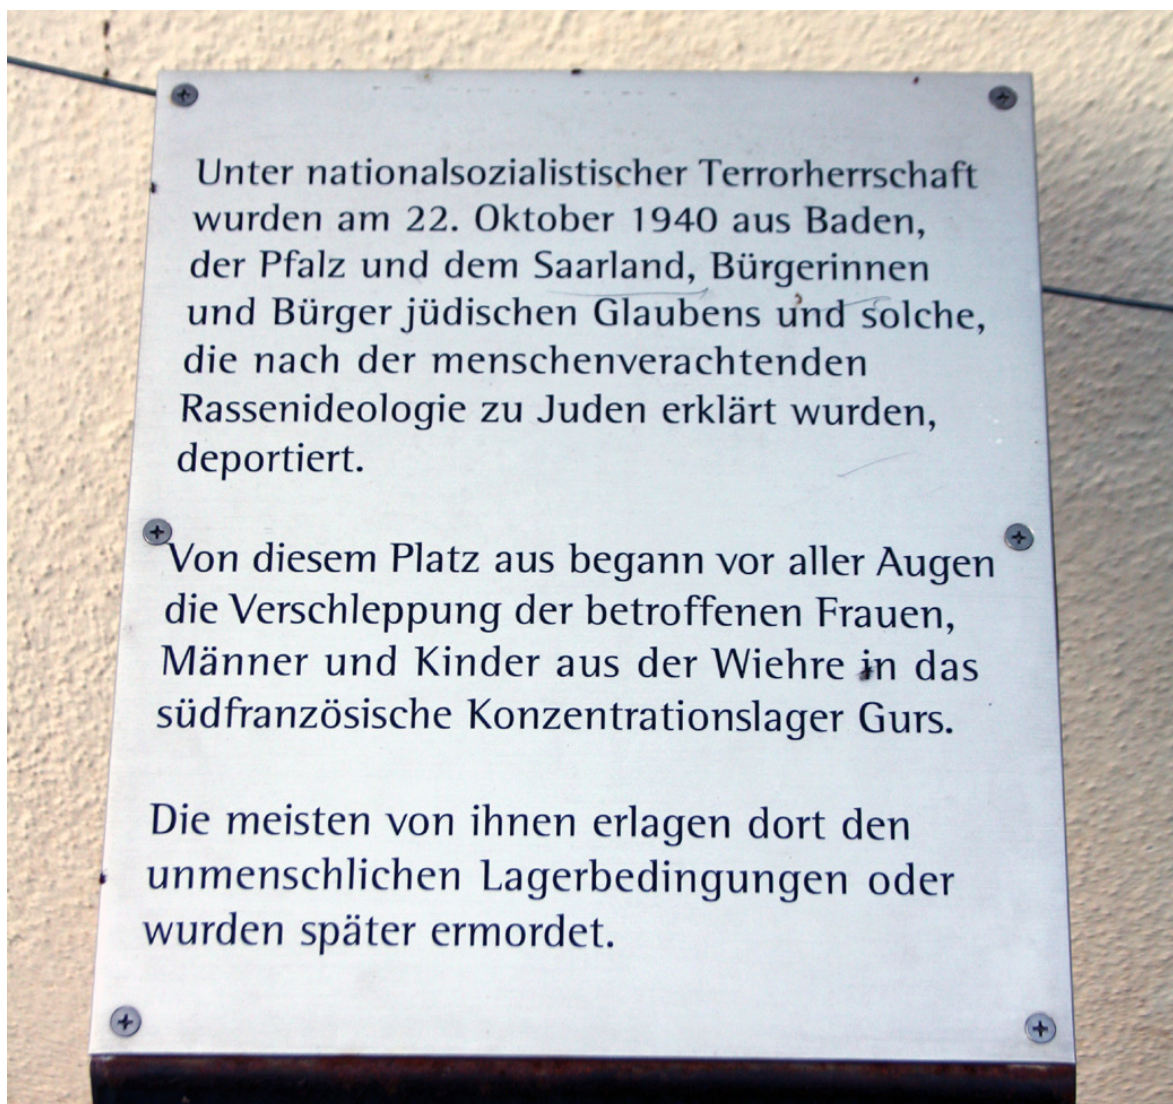 Unter nationalsozialistischer Terrorherrschaft
wurden am 22. Oktober 1940 aus Baden,
der Pfalz und dem Saarland, Bürgerinnen
und Bürger jüdischen Glaubens und solche,
die nach der menschenverachtenden
Rassenideologie zu Juden erklärt wurden,
deportiert.
Von diesem Platz aus begann vor aller Augen
die Verschleppung der betroffenen Frauen,
Männer und Kinder aus der Wiehre in das
südfranzösische Konzentrationslager Gurs.
Die meisten von ihnen erlagen dort den
unmenschlichen Lagerbedingungen oder
wurden später ermordet.